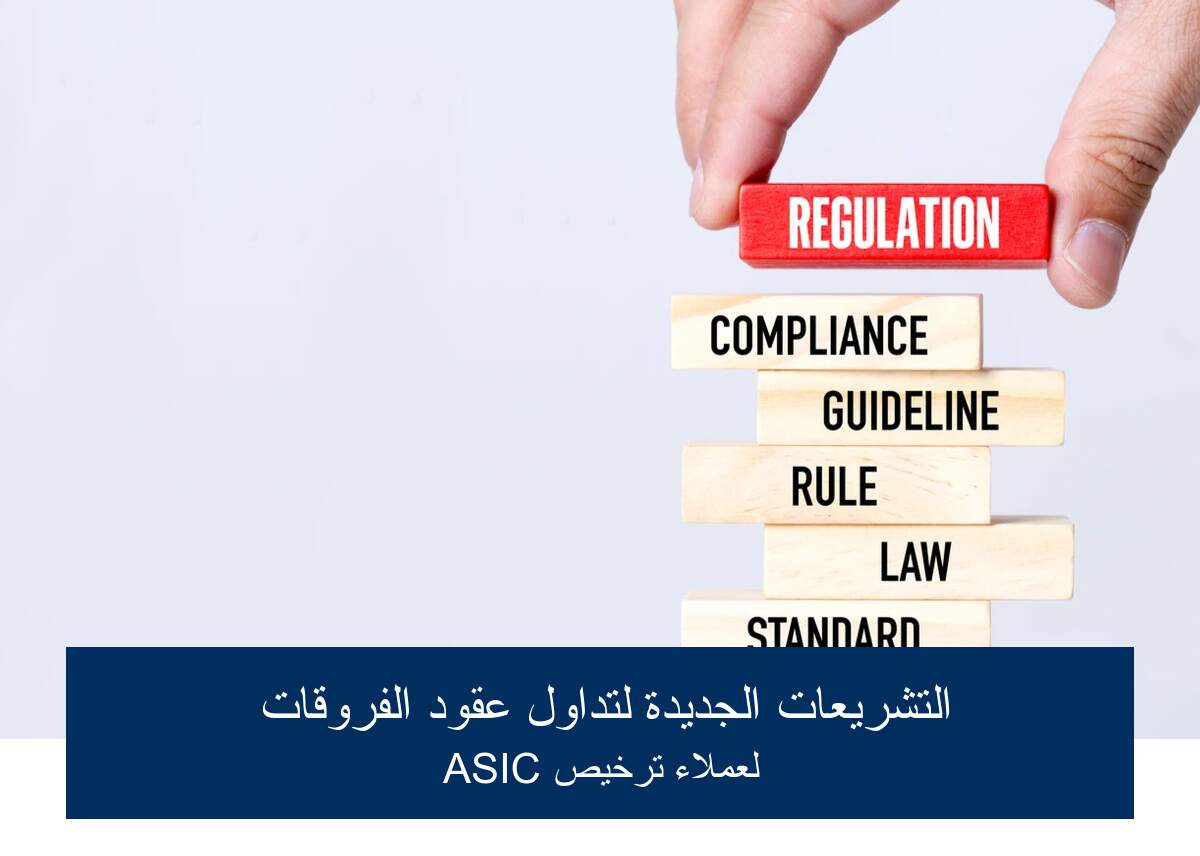 REGULATION
COMPLIANCE
GUIDELINE
RULE
LAW
STANDARD
التشريعات الجديدة لتداول عقود الفروقات
لعملاء ترخيص ASIC